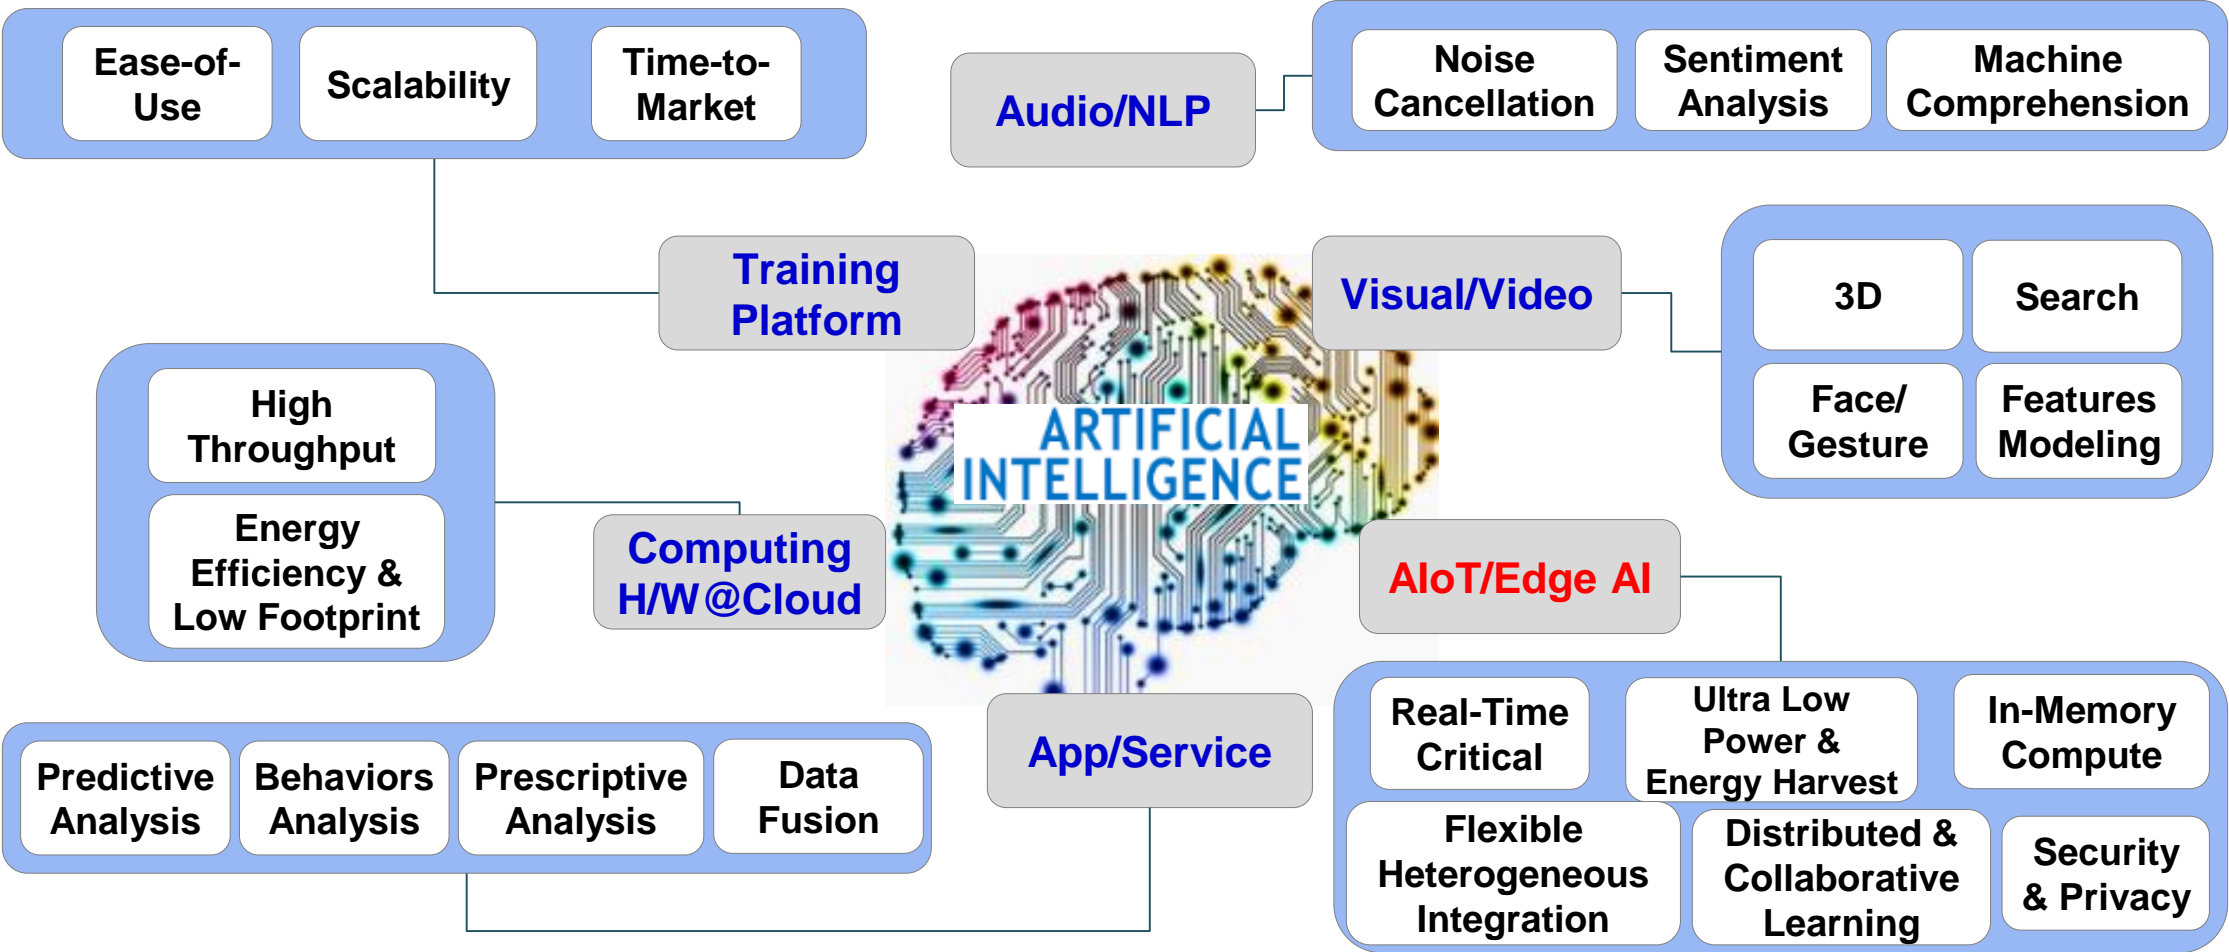 Ease-of-
Use
Scalability
Time-to-
Market
Audio/NLP
Noise
Cancellation
Sentiment
Analysis
Machine
Comprehension
Training
Platform
Visual/Video
3D
Search
Face/
Gesture
Features
Modeling
High
Throughput
Energy
Efficiency &
Low Footprint
ARTIFICIAL
INTELLIGENCE
Computing
H/W@Cloud
AIoT/Edge AI
App/Service
Predictive
Analysis
Behaviors
Analysis
Prescriptive
Analysis
Data
Fusion
Real-Time
Critical
Ultra Low
Power &
Energy Harvest
In-Memory
Compute
Flexible
Heterogeneous
Integration
Distributed &
Collaborative
Learning
Security
& Privacy